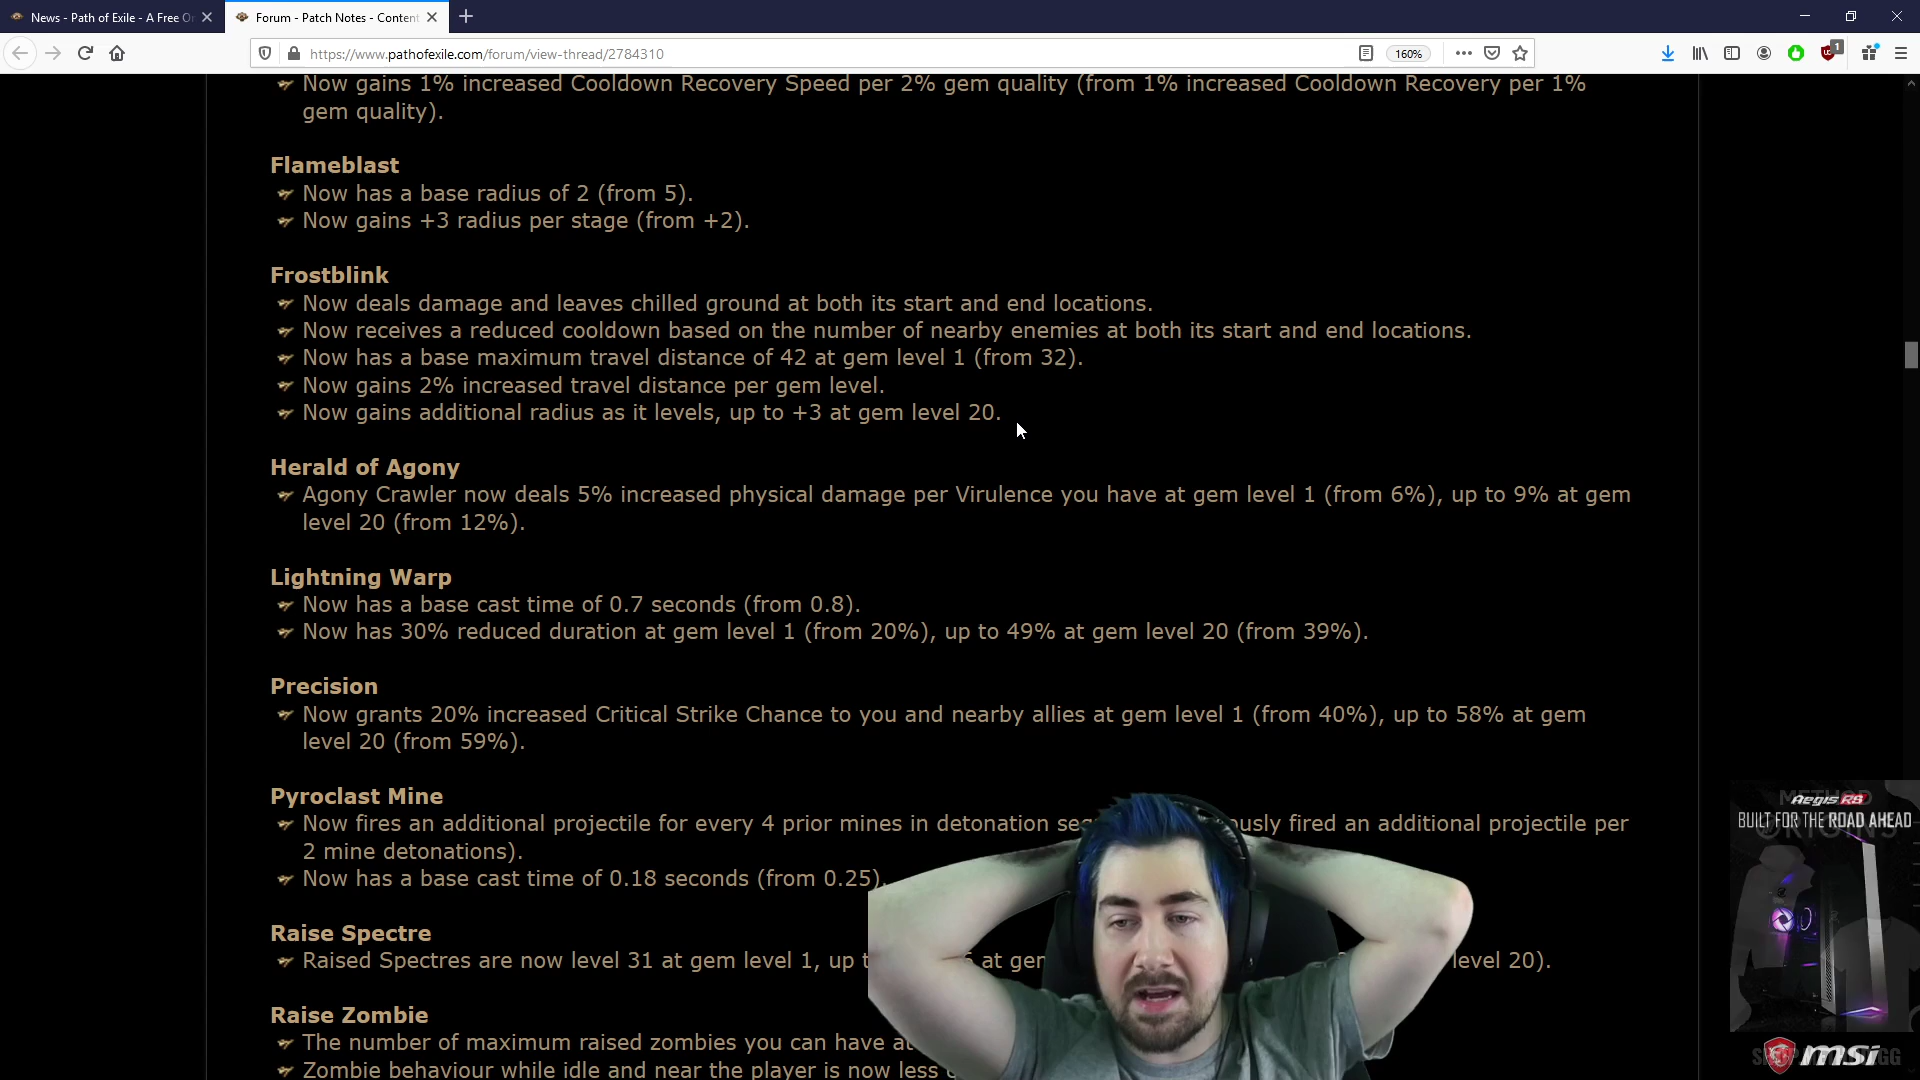 News - Path of Exile - A Free O
Forum - Patch Notes - Content
https://www.pathofexile.com/forum/view-thread/2784310
160%
1
Now gains 1% increased Cooldown Recovery Speed per 2% gem quality (from 1% increased Cooldown Recovery per 1%
gem quality).
Flameblast
Now has a base radius of 2 (from 5).
Now gains +3 radius per stage (from +2).
Frostblink
Now deals damage and leaves chilled ground at both its start and end locations.
Now receives a reduced cooldown based on the number of nearby enemies at both its start and end locations.
Now has a base maximum travel distance of 42 at gem level 1 (from 32).
Now gains 2% increased travel distance per gem level.
Now gains additional radius as it levels, up to +3 at gem level 20.
Herald of Agony
Agony Crawler now deals 5% increased physical damage per Virulence you have at gem level 1 (from 6%), up to 9% at gem
level 20 (from 12%).
Lightning Warp
Now has a base cast time of 0.7 seconds (from 0.8).
Now has 30% reduced duration at gem level 1 (from 20%), up to 49% at gem level 20 (from 39%).
Precision
Now grants 20% increased Critical Strike Chance to you and nearby allies at gem level 1 (from 40%), up to 58% at gem
level 20 (from 59%).
Pyroclast Mine
Now fires an additional projectile for every 4 prior mines in detonation fired an additional projectile per
2 mine detonations).
Now has a base cast time of 0.18 seconds (from 0.25).
Raise Spectre
Raised Spectres are now level 31 at gem level 1, up at level 20).
Raise Zombie
The number of maximum raised zombies you can have
Zombie behaviour while idle and near the player is now less
Aegis R5
BUILT FOR THE ROAD AHEAD
msi